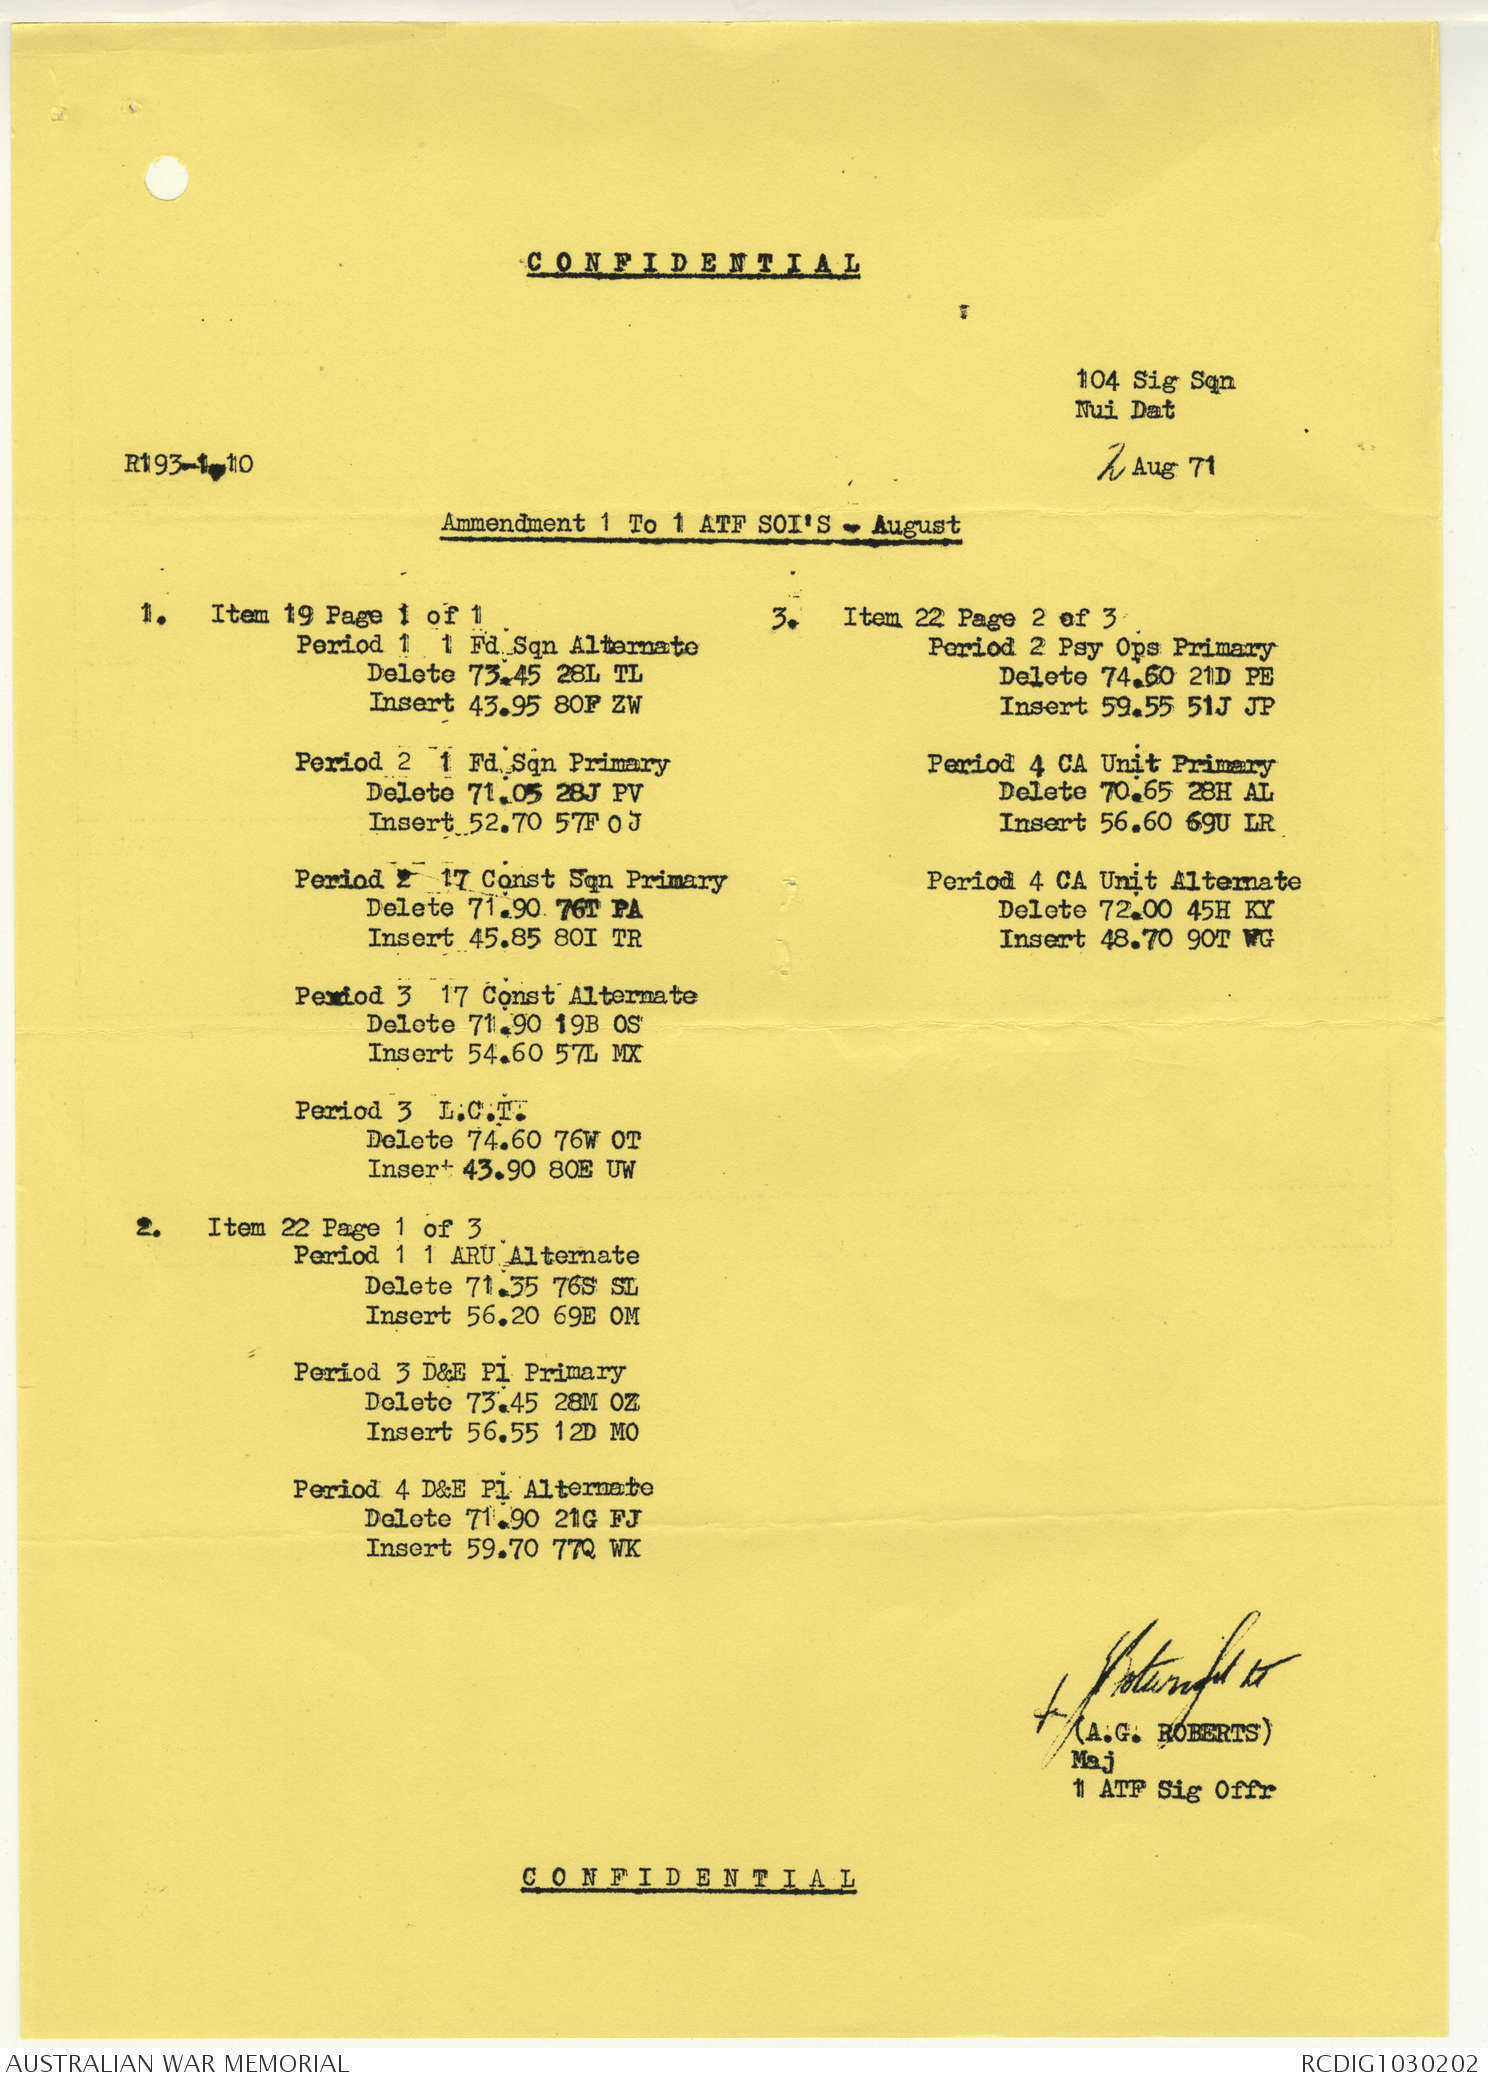 CONFIDENTIAL
104 Sig Sqn
Nui Dat
R193-1.10
2 Aug 71
Ammendment 1 To 1 ATF SOI'S - August
1. Item 19 Page 1 of 1
Period 1 1 Fd Sqn Alternate
Delete 73.45 28L TL
Insert 43.95 80F ZW
Period 2 1 Fd Sqn Primary
Delete 71.05 28J PV
Insert 52.70 57F OJ
Period 2 17 Const Sqn Primary
Delete 71.90 76T PA
Insert 45.85 80I TR
Period 3 17 Const Alternate
Delete 71.90 19B OS
Insert 54.60 57L MX
Period 3 L.C.T.
Delete 74.60 76W OT
Insert 43.90 80E UW
2. Item 22 Page 1 of 3
Period 1 1 ARU Alternate
Delete 71.35 76S SL
Insert 56.20 69E OM
Period 3 D&E Pl Primary
Delete 73.45 28M OZ
Insert 56.55 12D MO
Period 4 D&E Pl Alternate
Delete 71.90 21G FJ
Insert 59.70 77Q WK
3. Item 22 Page 2 of 3
Period 2 Psy Ops Primary
Delete 74.60 21D PE
Insert 59.55 51J JP
Period 4 CA Unit Primary
Delete 70.65 28H AL
Insert 56.60 69U LR
Period 4 CA Unit Alternate
Delete 72.00 45H KY
Insert 48.70 90T WG
(A.G. ROBERTS)
Maj
1 ATF Sig Offr
CONFIDENTIAL
AUSTRALIAN WAR MEMORIAL
RCDIG1030202